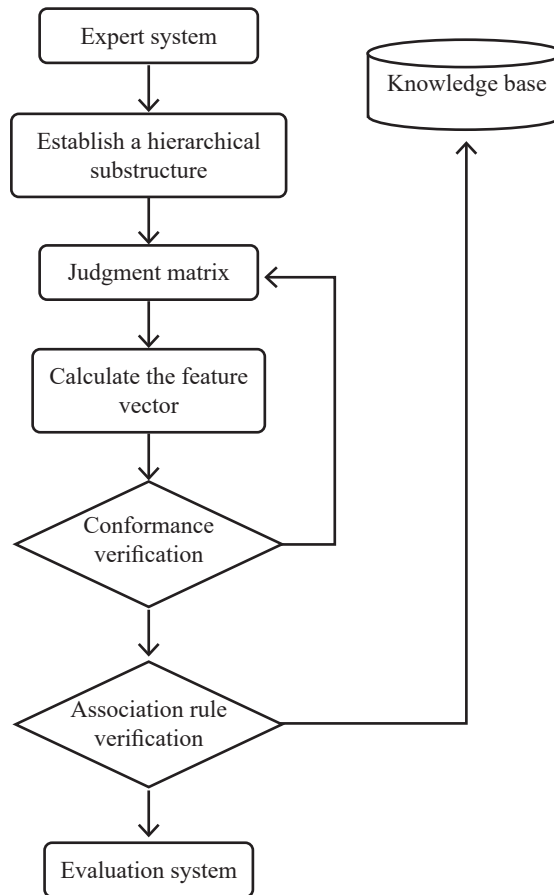 Expert system
Knowledge base
Establish a hierarchical
substructure
Judgment matrix
Calculate the feature
vector
Conformance
verification
Association rule
verification
Evaluation system